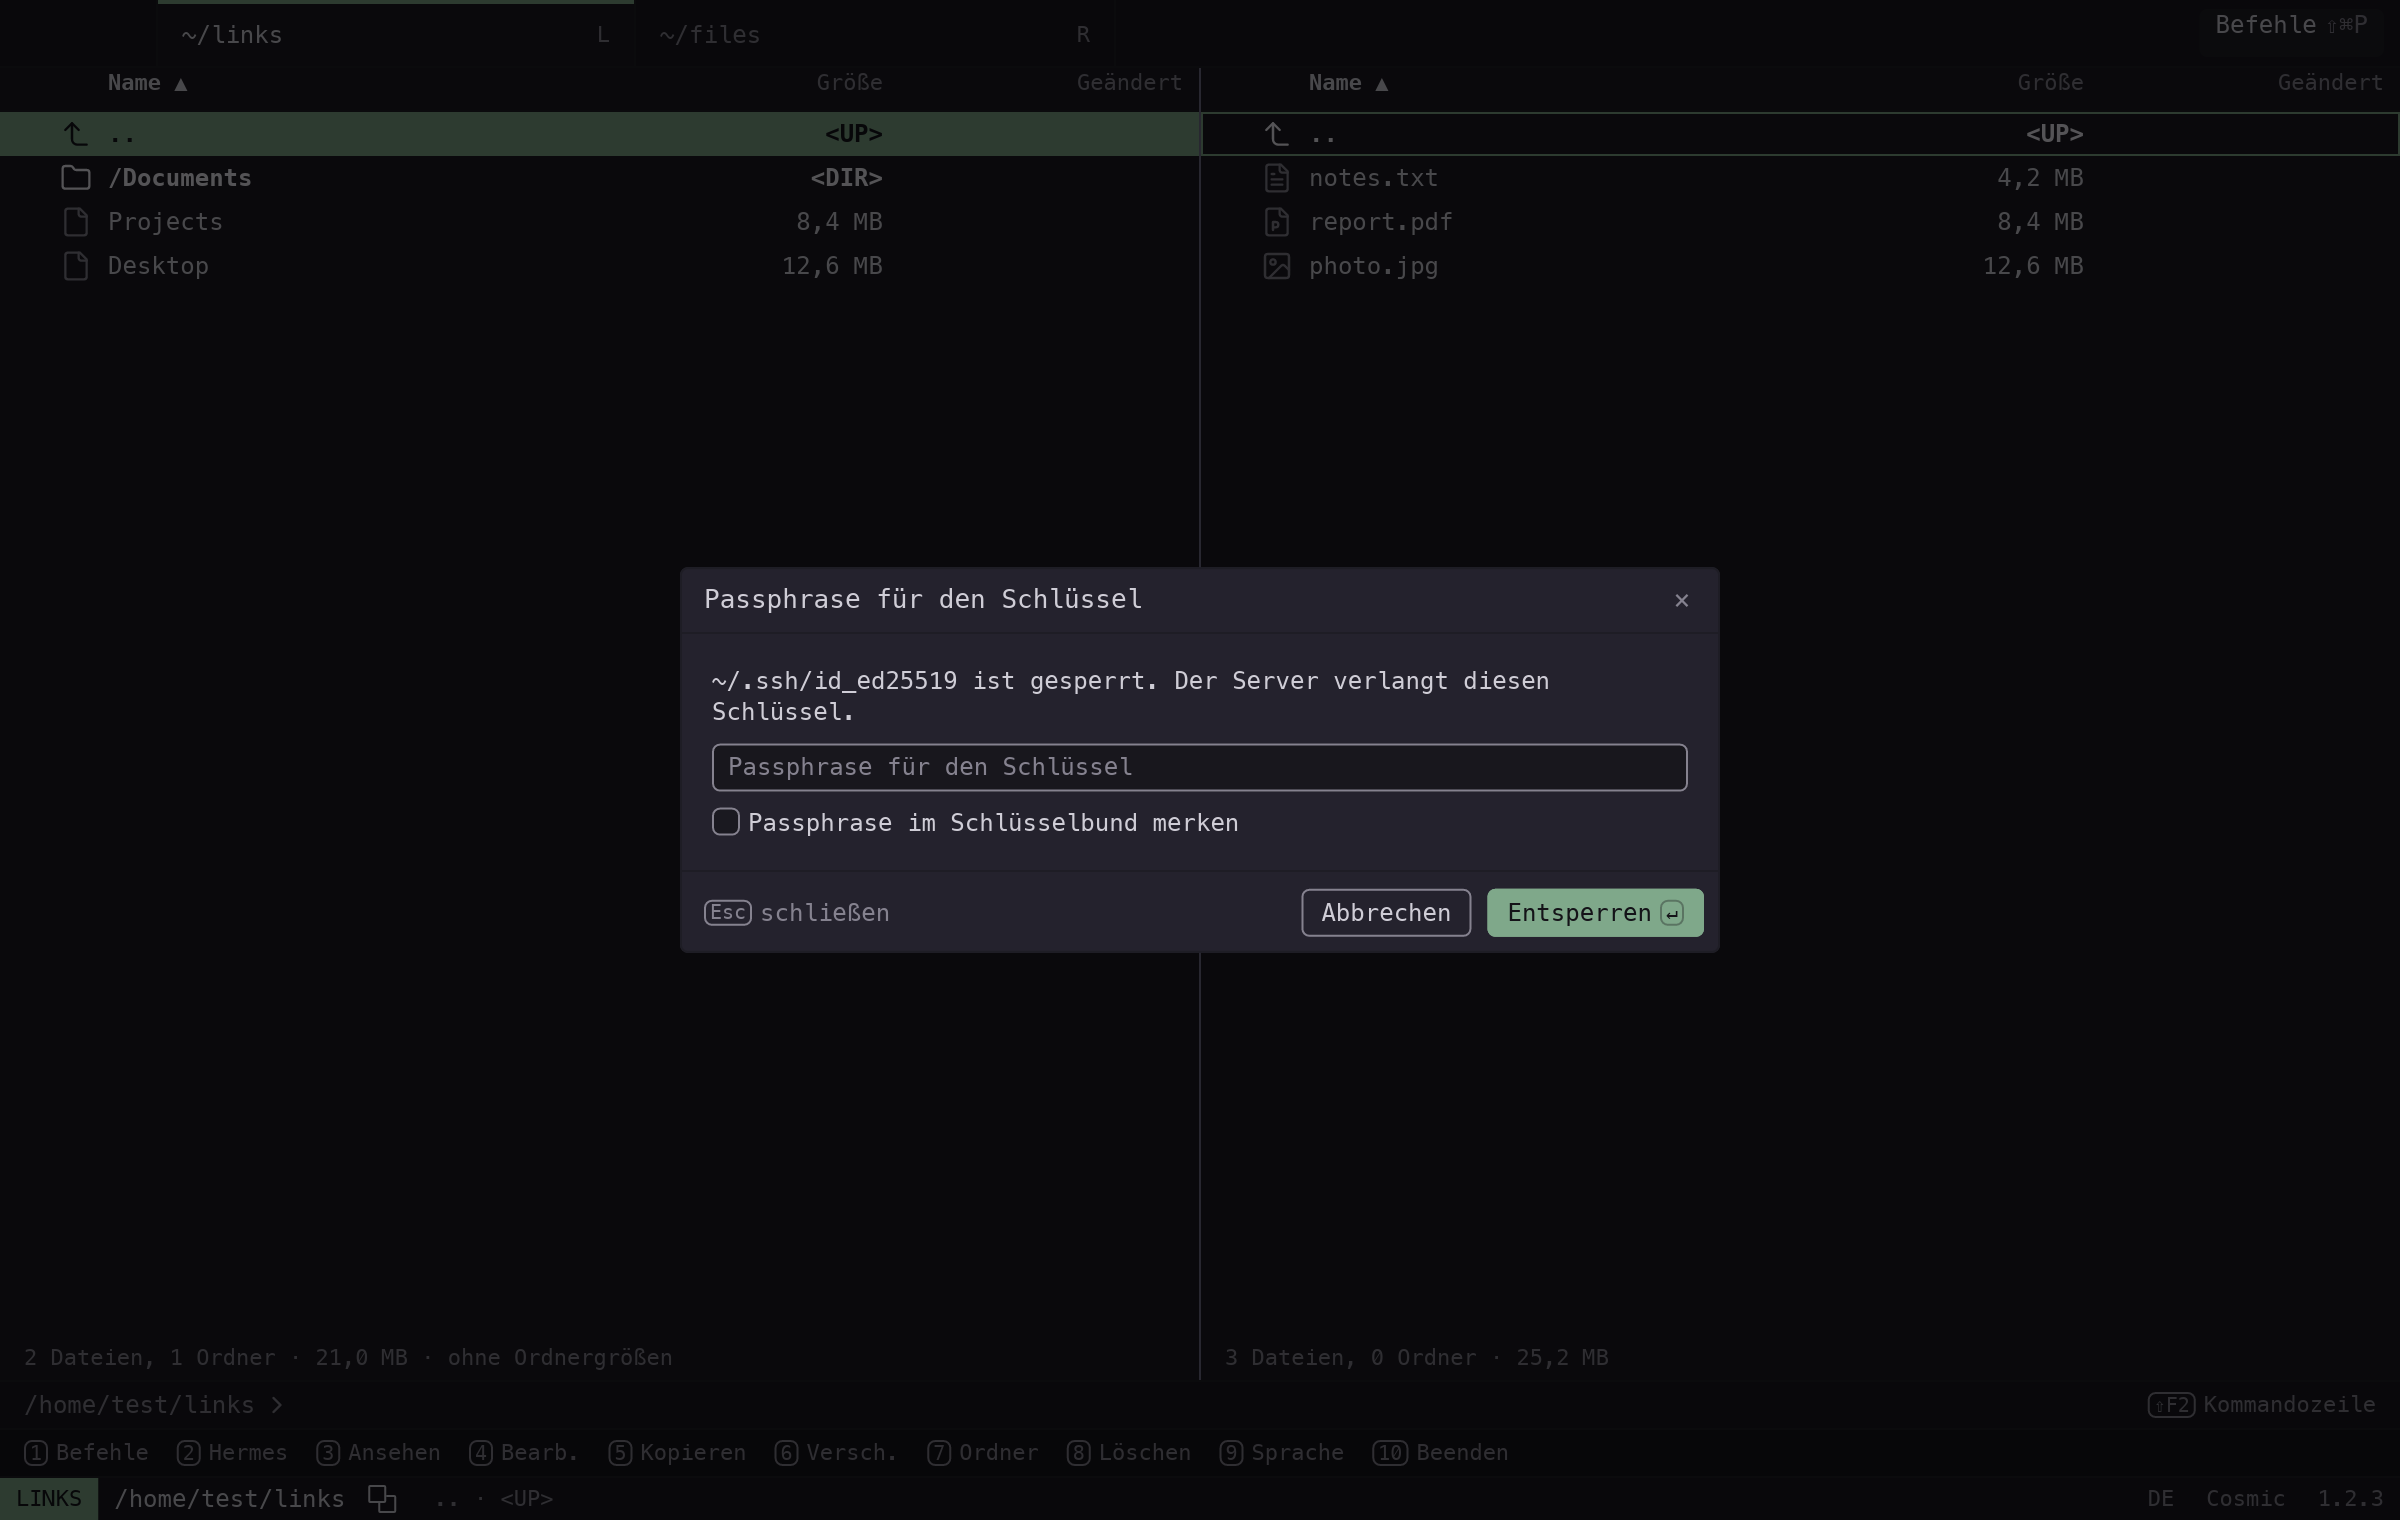 ~/links L ~/files R Befehle ⇧⌘P
Name ▲ Größe Geändert Name ▲ Größe Geändert
.. <UP> .. <UP>
/Documents <DIR> notes.txt 4,2 MB
Projects 8,4 MB report.pdf 8,4 MB
Desktop 12,6 MB photo.jpg 12,6 MB
Passphrase für den Schlüssel ×
~/.ssh/id_ed25519 ist gesperrt. Der Server verlangt diesen
Schlüssel.
Passphrase für den Schlüssel
Passphrase im Schlüsselbund merken
Esc schließen Abbrechen Entsperren ↵
2 Dateien, 1 Ordner · 21,0 MB · ohne Ordnergrößen 3 Dateien, 0 Ordner · 25,2 MB
/home/test/links > ⇧F2 Kommandozeile
1 Befehle 2 Hermes 3 Ansehen 4 Bearb. 5 Kopieren 6 Versch. 7 Ordner 8 Löschen 9 Sprache 10 Beenden
LINKS /home/test/links .. · <UP> DE Cosmic 1.2.3